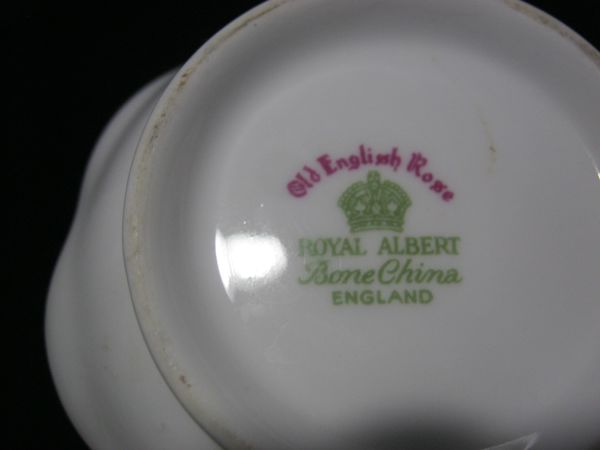 Old English Rose
ROYAL ALBERT
Bone China
ENGLAND